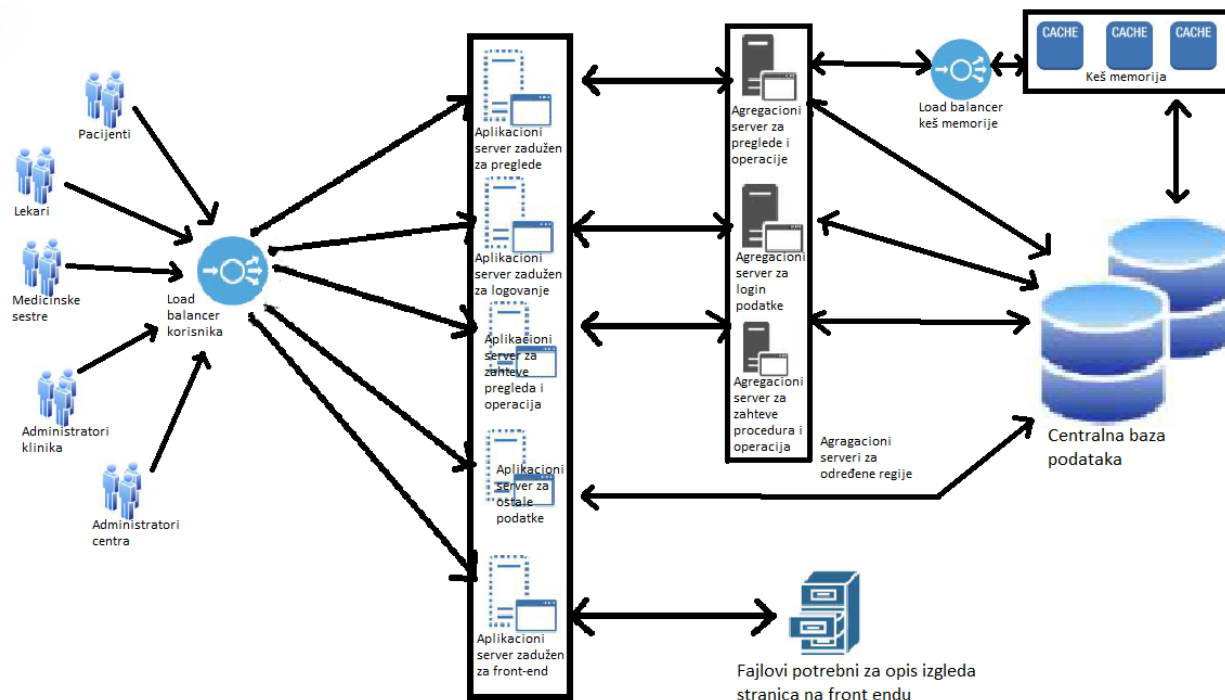 Pacijenti
Lekari
Medicinske
sestre
Administratori
klinika
Administratori
centra
Load
balancer
korisnika
Aplikacioni
server zadužen
za preglede
Aplikacioni
server zadužen
za logovanje
Aplikacioni
server za
zahteve
pregleda i
operacija
Aplikacioni
server za
ostale
podatke
Aplikacioni
server zadužen
za front-end
Agregacioni
server za
preglede i
operacije
Agregacioni
server za
login
podatke
Agregacioni
server za
zahteve
procedura i
operacija
Agragacioni
serveri za
određene regije
Load balancer
keš memorije
CACHE
CACHE
CACHE
Keš memorija
Centralna baza
podataka
Fajlovi potrebni za opis izgleda
stranica na front endu